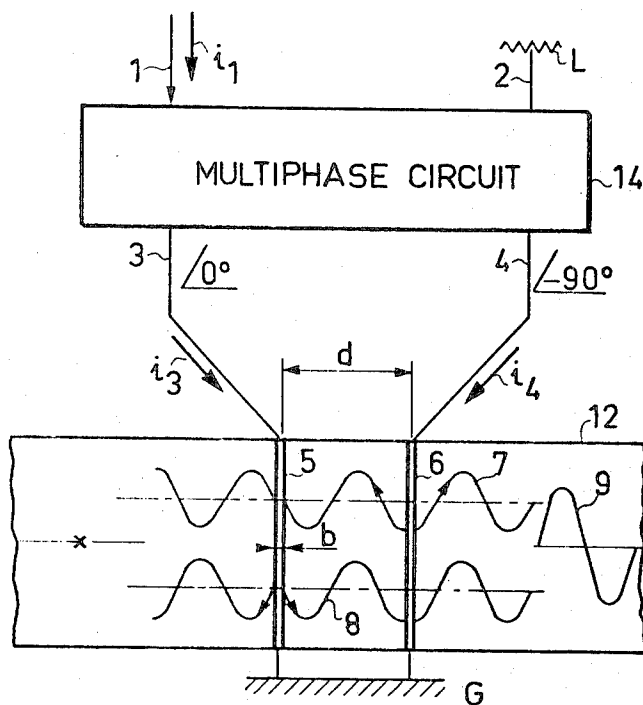 1 i1 2 L
MULTIPHASE CIRCUIT 14
3 0° 4 -90°
i3 d i4
12
5 6 7 9
x b
8
G